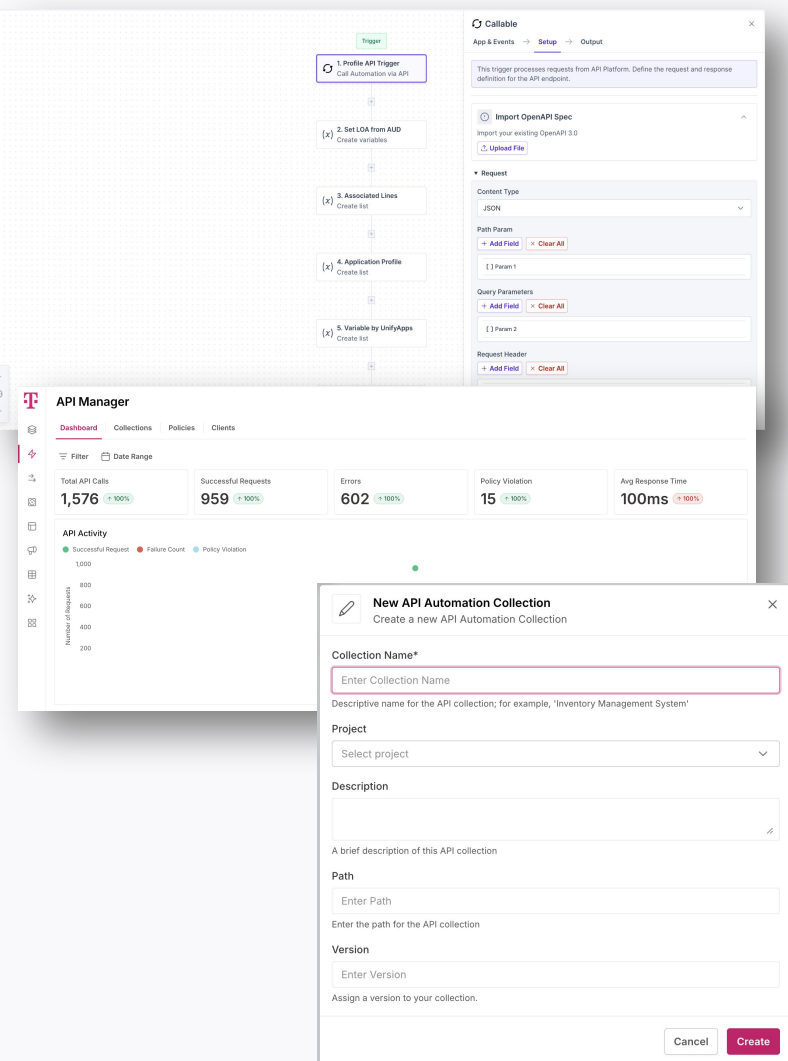 Trigger
1. Profile API Trigger
Call Automation via API
2. Set LOA from AUD
Create variables
(x)
3. Associated Lines
Create list
(x)
4. Application Profile
Create list
(x)
5. Variable by UnifyApps
Create list
(x)
Callable
App & Events → Setup → Output
This trigger processes requests from API Platform. Define the request and response
definition for the API endpoint.
Import OpenAPI Spec
Import your existing OpenAPI 3.0
Upload File
Request
Content Type
JSON
Path Param
+ Add Field × Clear All
[ ] Param 1
Query Parameters
+ Add Field × Clear All
[ ] Param 2
Request Header
+ Add Field × Clear All
T
API Manager
Dashboard Collections Policies Clients
Filter Date Range
Total API Calls
1,576 ↑ 100%
Successful Requests
959 ↑ 100%
Errors
602 ↑ 100%
Policy Violation
15 ↑ 100%
Avg Response Time
100ms ↑ 100%
API Activity
Successful Request Failure Count Policy Violation
Number of Requests
1,000
800
600
400
200
New API Automation Collection
Create a new API Automation Collection
Collection Name*
Enter Collection Name
Descriptive name for the API collection; for example, 'Inventory Management System'
Project
Select project
Description
A brief description of this API collection
Path
Enter Path
Enter the path for the API collection
Version
Enter Version
Assign a version to your collection.
Cancel Create